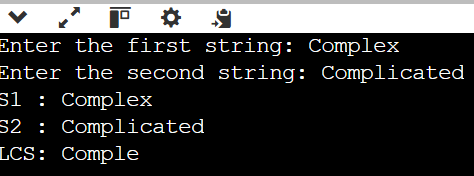 Enter the first string: Complex
Enter the second string: Complicated
S1 : Complex
S2 : Complicated
LCS: Comple